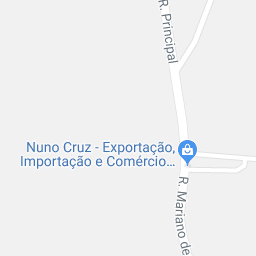 R. Principal
Nuno Cruz - Exportação,
Importação e Comércio...
R. Mariano de